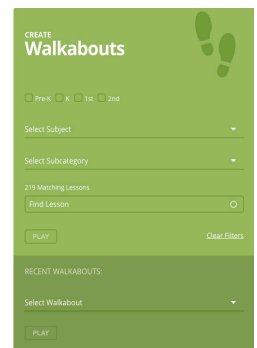 CREATE
Walkabouts
Pre-K K 1st 2nd
Select Subject
Select Subcategory
219 Matching Lessons
Find Lesson
PLAY Clear Filters
RECENT WALKABOUTS:
Select Walkabout
PLAY